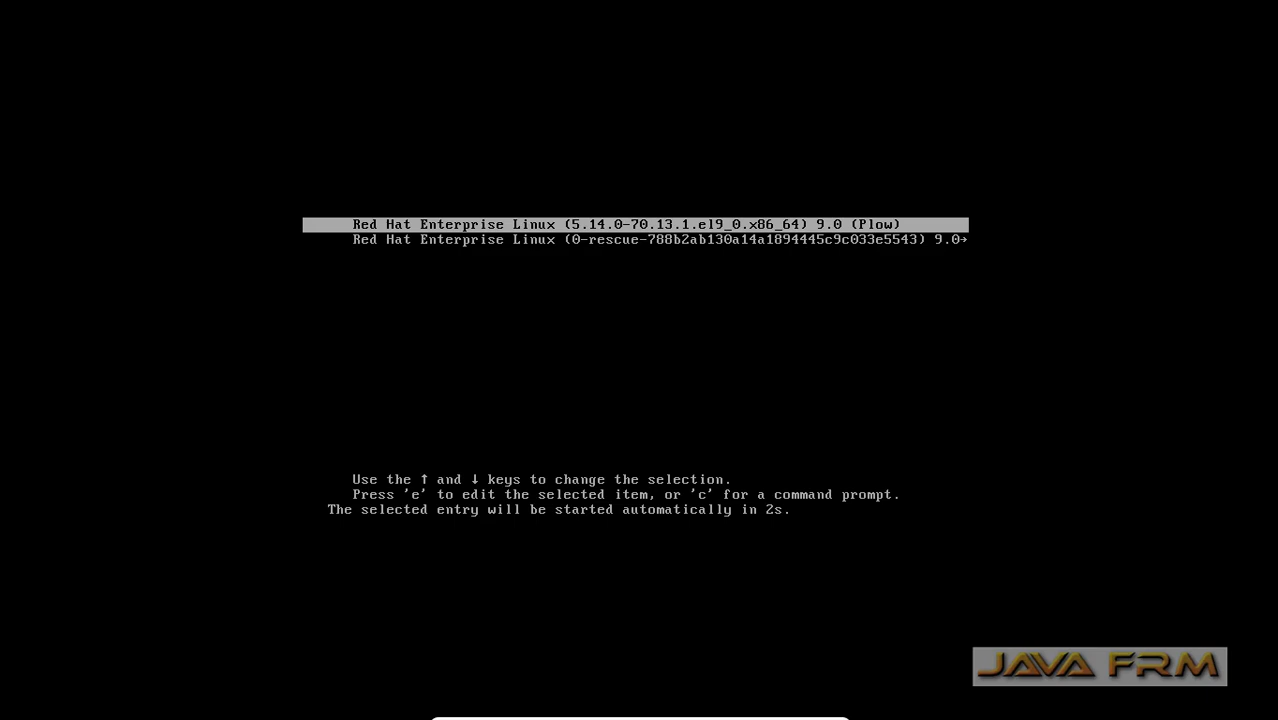 Red Hat Enterprise Linux (5.14.0-70.13.1.el9_0.x86_64) 9.0 (Plow)
Red Hat Enterprise Linux (0-rescue-788b2ab130a14a1894445c9c033e5543) 9.0→
Use the ↑ and ↓ keys to change the selection.
Press 'e' to edit the selected item, or 'c' for a command prompt.
The selected entry will be started automatically in 2s.
JAVA FRM